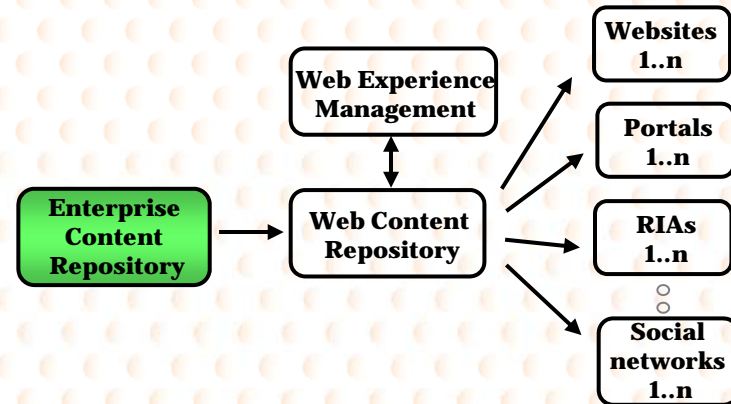 Websites
1..n
Web Experience
Management
Portals
1..n
Enterprise
Content
Repository
Web Content
Repository
RIAs
1..n
Social
networks
1..n